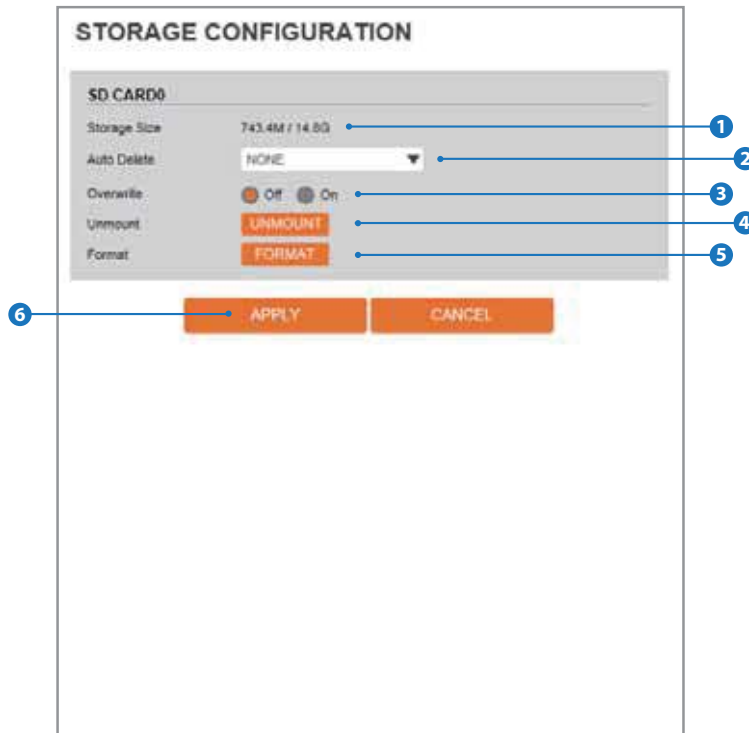 STORAGE CONFIGURATION
SD CARD0
Storage Size 743.4M / 14.8G 1
Auto Delete NONE 2
Overwrite Off On 3
Unmount UNMOUNT 4
Format FORMAT 5
6 APPLY CANCEL